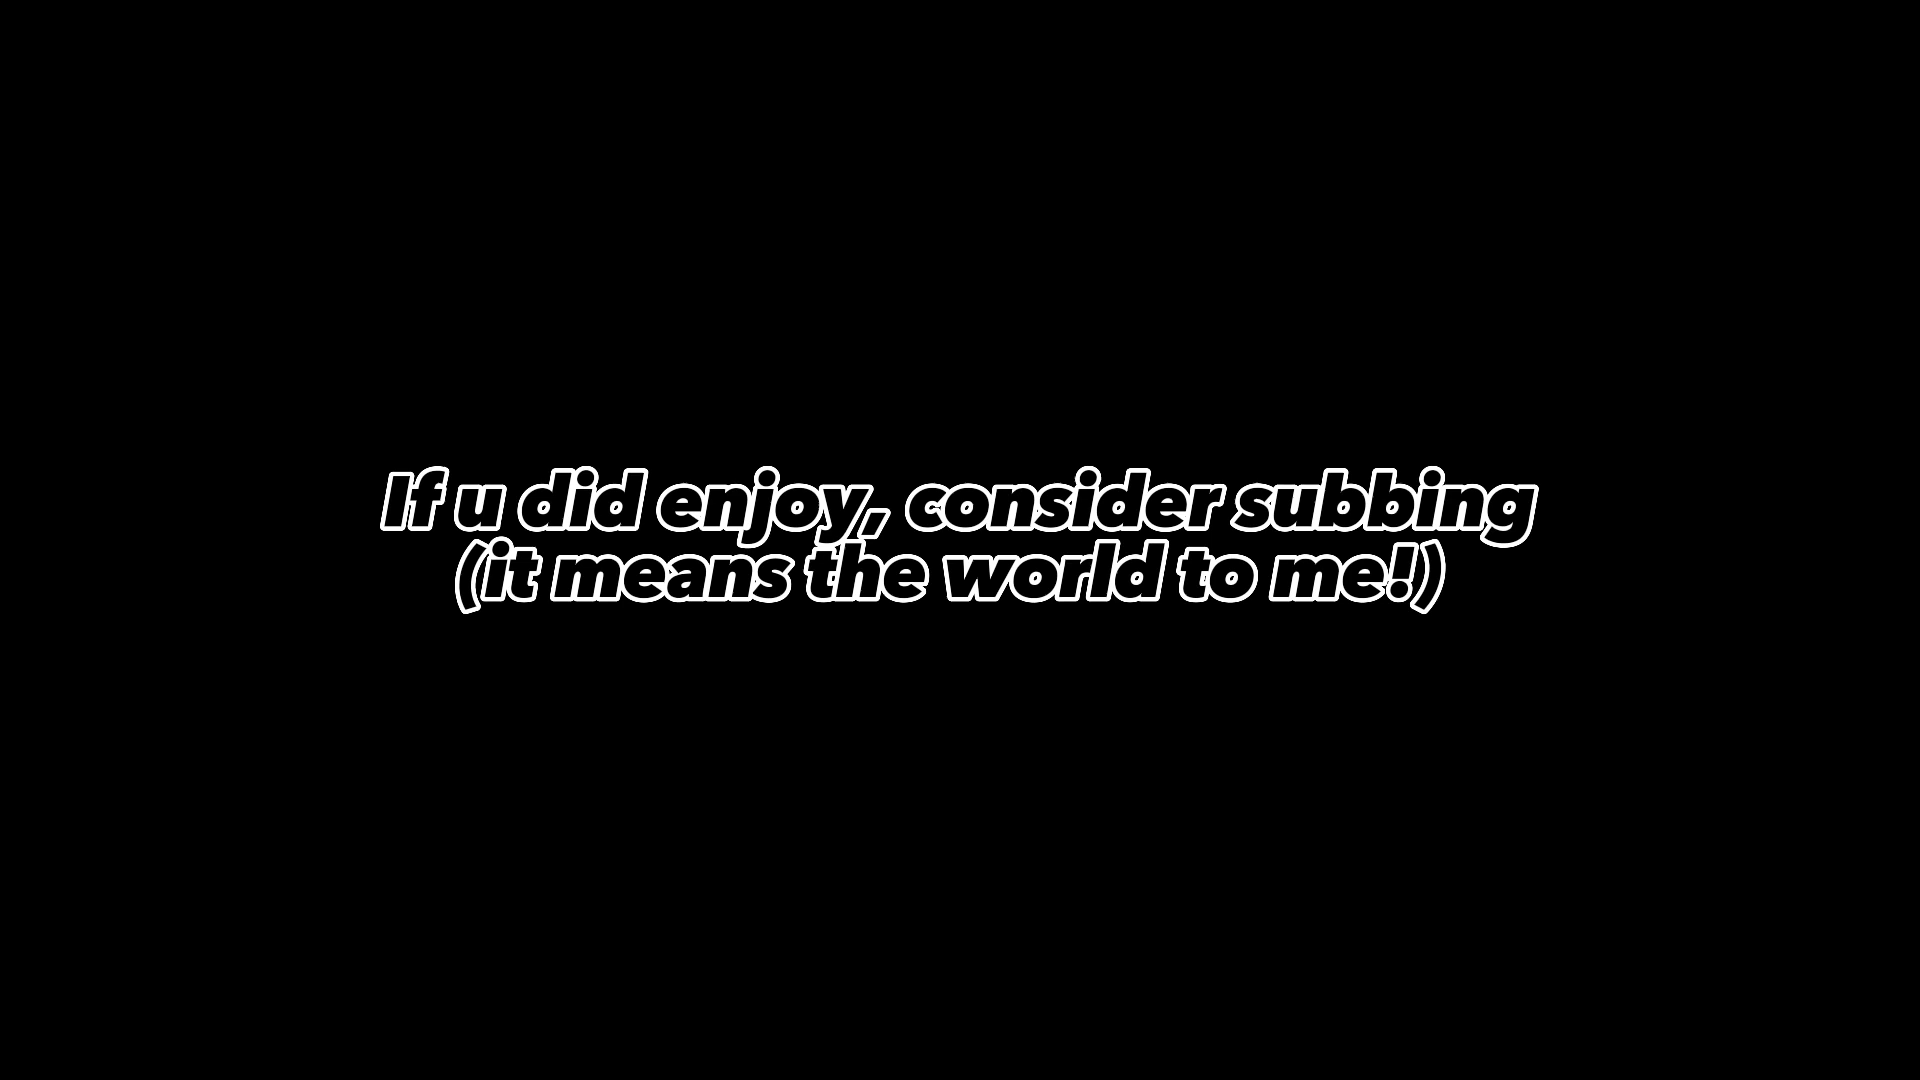 If u did enjoy, consider subbing
(it means the world to me!)